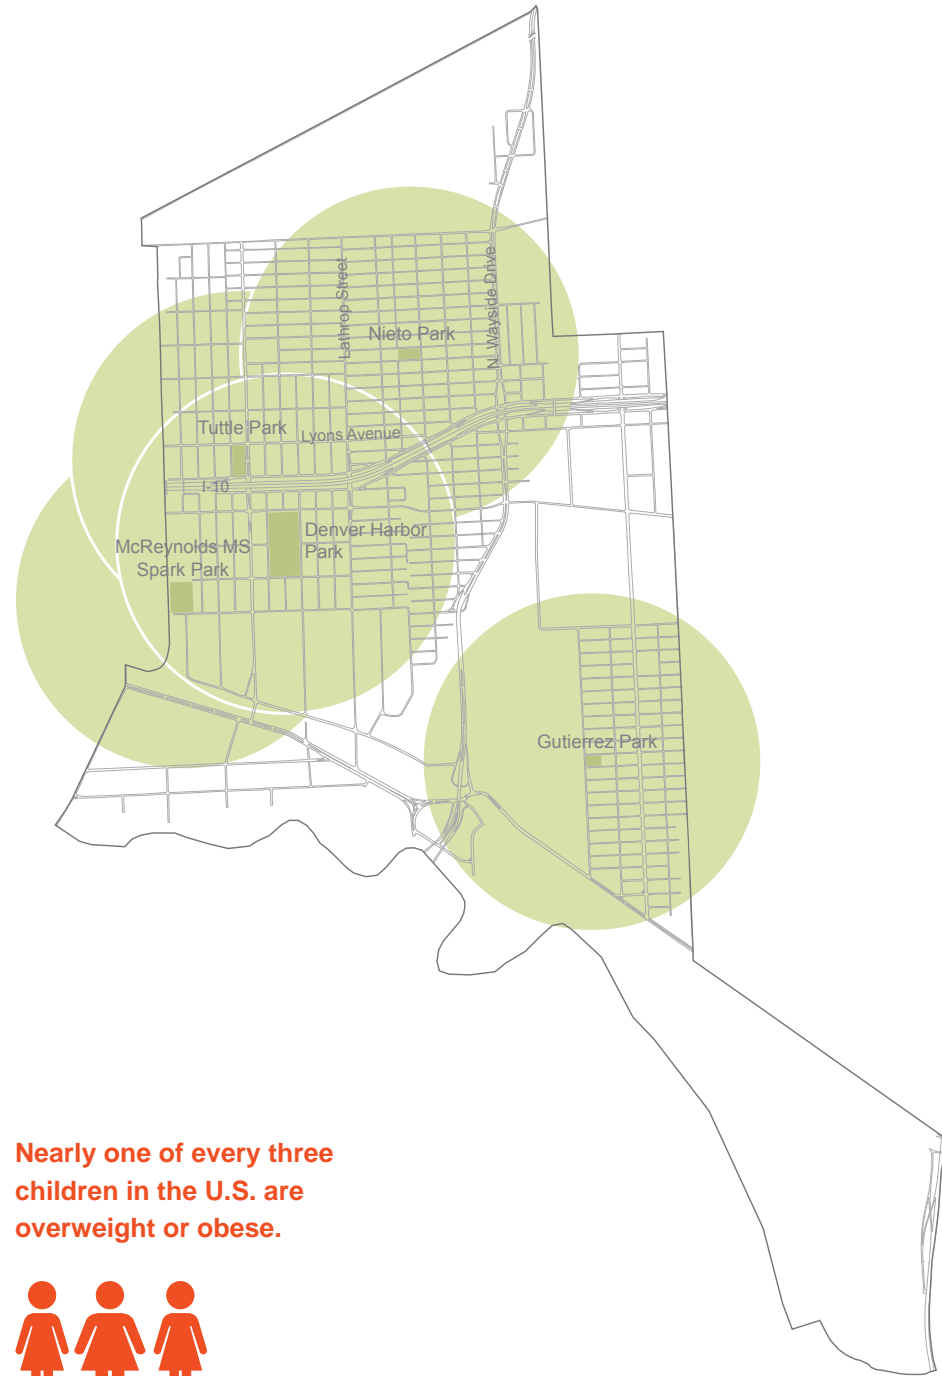 Lathrop Street
N. Wayside Drive
Nieto Park
Tuttle Park
Lyons Avenue
I-10
Denver Harbor
Park
McReynolds MS
Spark Park
Gutierrez Park
Nearly one of every three
children in the U.S. are
overweight or obese.